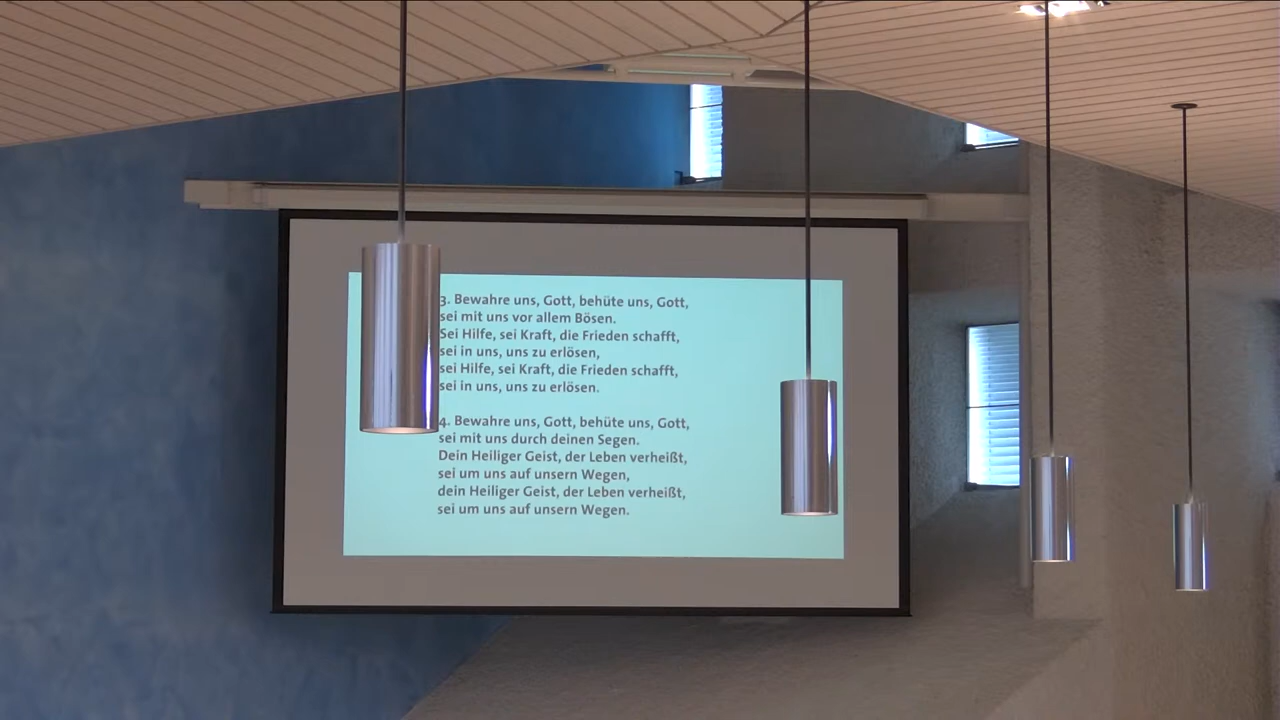 3. Bewahre uns, Gott, behüte uns, Gott,
sei mit uns vor allem Bösen.
Sei Hilfe, sei Kraft, die Frieden schafft,
sei in uns, uns zu erlösen,
sei Hilfe, sei Kraft, die Frieden schafft,
sei in uns, uns zu erlösen.
4. Bewahre uns, Gott, behüte uns, Gott,
sei mit uns durch deinen Segen.
Dein Heiliger Geist, der Leben verheißt,
sei um uns auf unsern Wegen,
dein Heiliger Geist, der Leben verheißt,
sei um uns auf unsern Wegen.